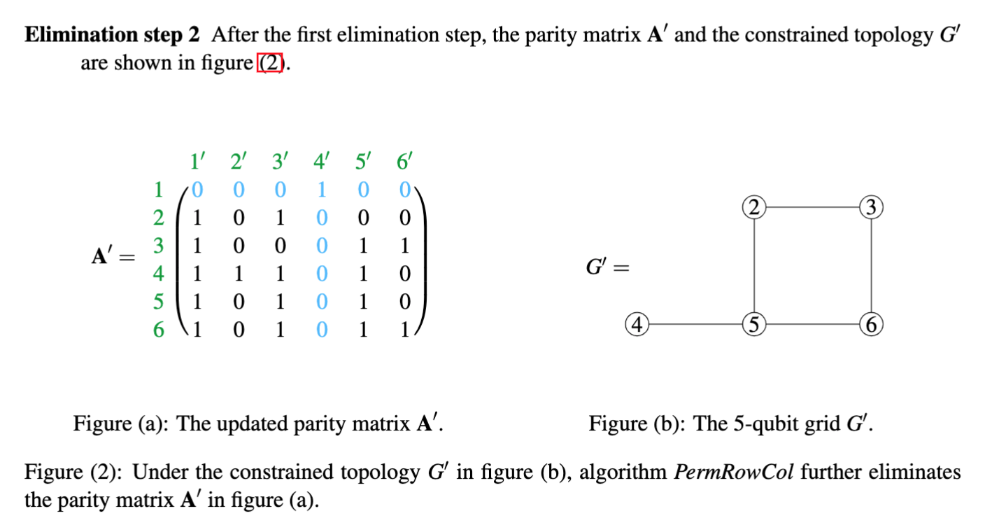 Elimination step 2 After the first elimination step, the parity matrix A′ and the constrained topology G′
are shown in figure (2).
1′ 2′ 3′ 4′ 5′ 6′
1 0 0 0 1 0 0
2 1 0 1 0 0 0
A′ = 3 1 0 0 0 1 1
4 1 1 1 0 1 0
5 1 0 1 0 1 0
6 1 0 1 0 1 1
2 3
G′ =
4 5 6
Figure (a): The updated parity matrix A′.
Figure (b): The 5-qubit grid G′.
Figure (2): Under the constrained topology G′ in figure (b), algorithm PermRowCol further eliminates
the parity matrix A′ in figure (a).